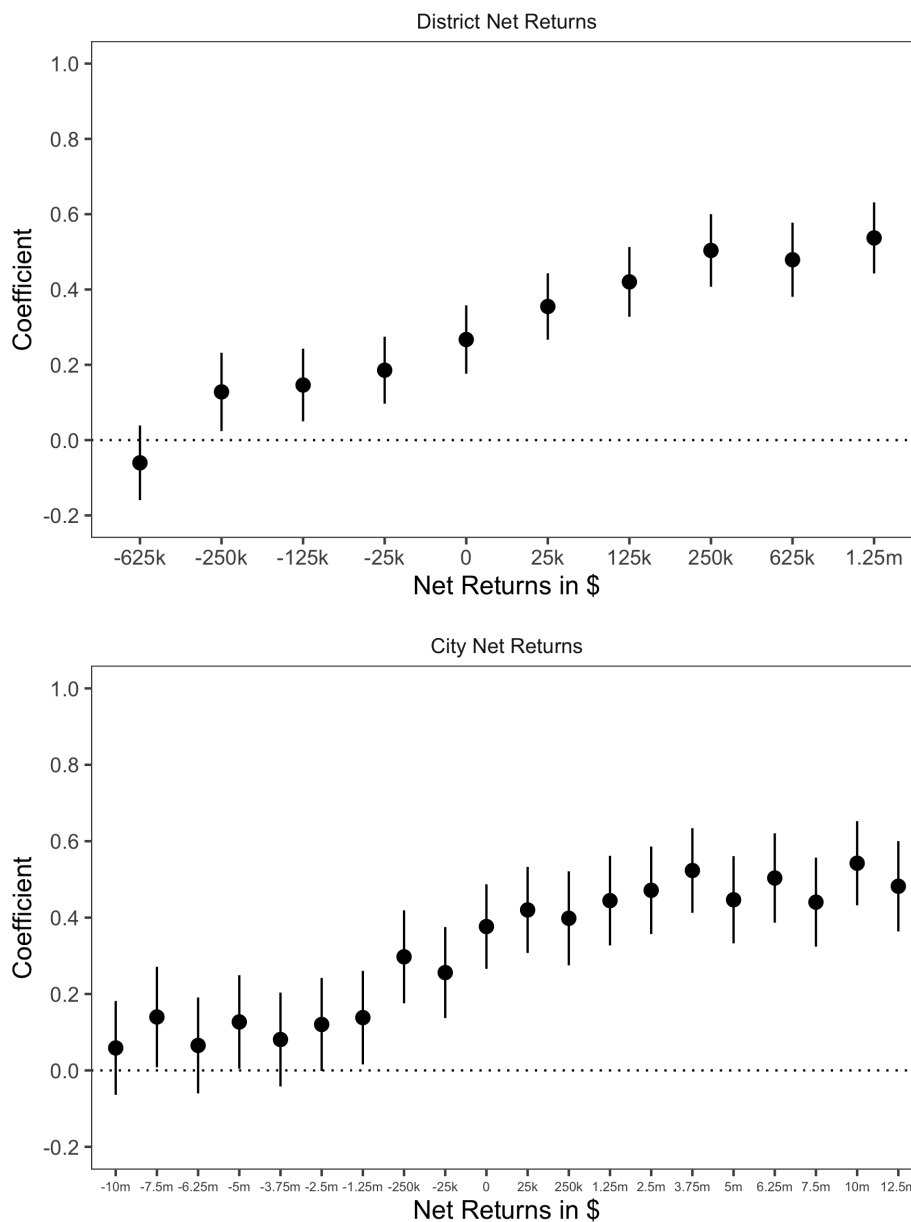 District Net Returns
1.0
0.8
0.6
0.4
0.2
0.0
-0.2
Coefficient
-625k -250k -125k -25k 0 25k 125k 250k 625k 1.25m
Net Returns in $
City Net Returns
1.0
0.8
0.6
0.4
0.2
0.0
-0.2
Coefficient
-10m -7.5m -6.25m -5m -3.75m -2.5m -1.25m -250k -25k 0 25k 250k 1.25m 2.5m 3.75m 5m 6.25m 7.5m 10m 12.5m
Net Returns in $